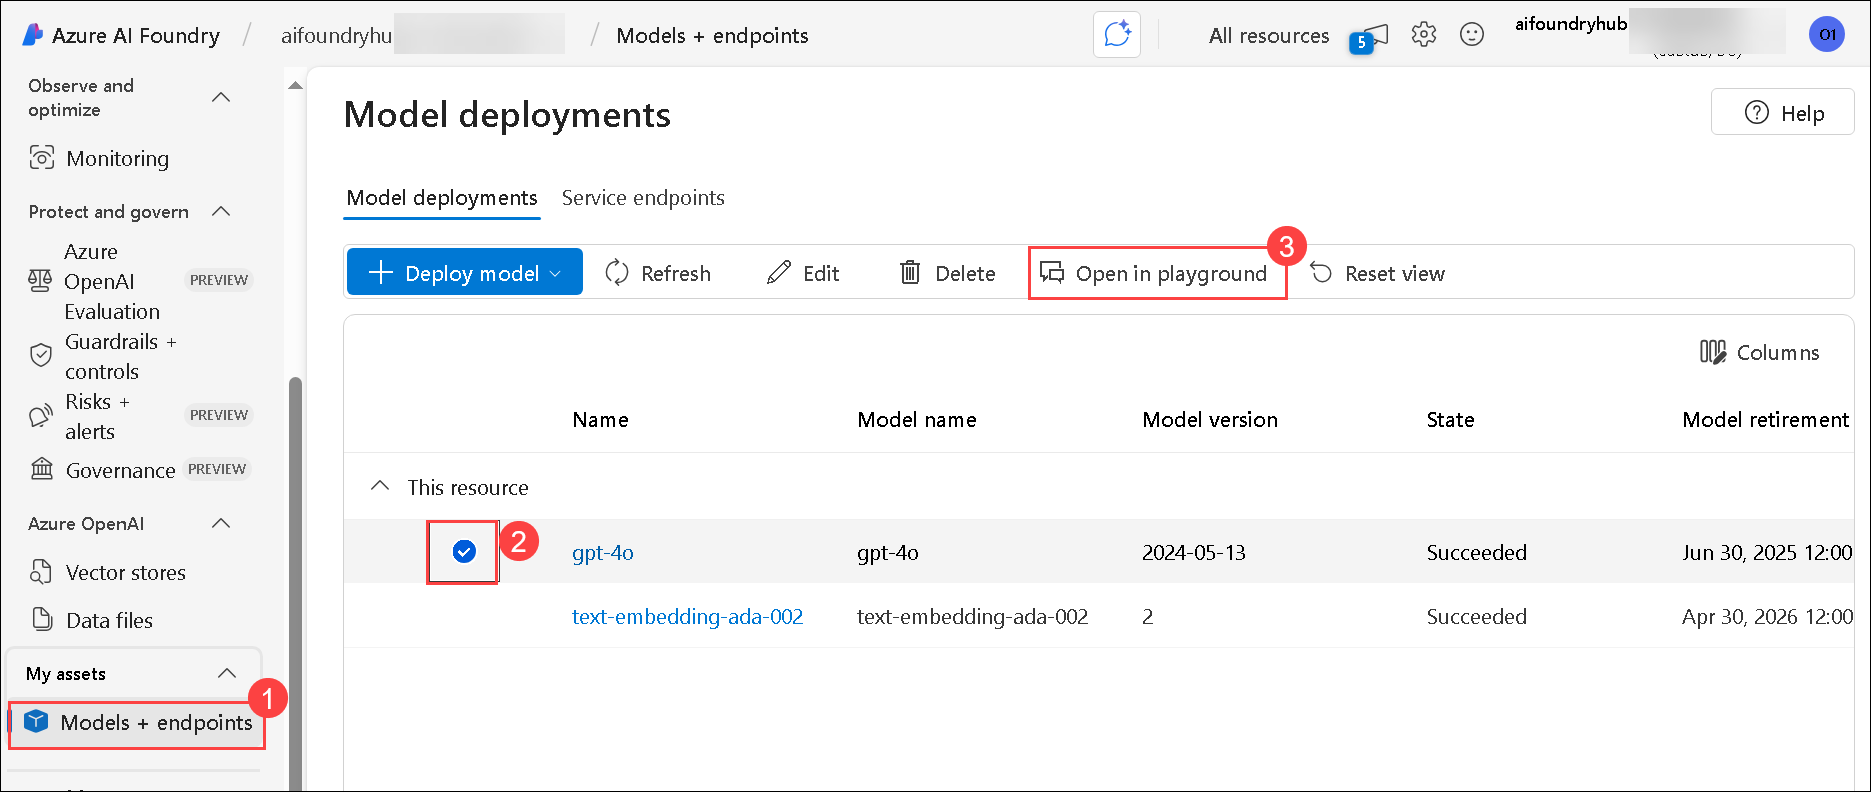 Azure AI Foundry / aifoundryhu / Models + endpoints
All resources 5 aifoundryhub O1
Observe and
optimize
Monitoring
Protect and govern
Azure
OpenAI PREVIEW
Evaluation
Guardrails +
controls
Risks + PREVIEW
alerts
Governance PREVIEW
Azure OpenAI
Vector stores
Data files
My assets
1
Models + endpoints
Model deployments
Help
Model deployments Service endpoints
3
Deploy model Refresh Edit Delete Open in playground Reset view
Columns
Name Model name Model version State Model retirement
This resource
2
gpt-4o gpt-4o 2024-05-13 Succeeded Jun 30, 2025 12:00
text-embedding-ada-002 text-embedding-ada-002 2 Succeeded Apr 30, 2026 12:00